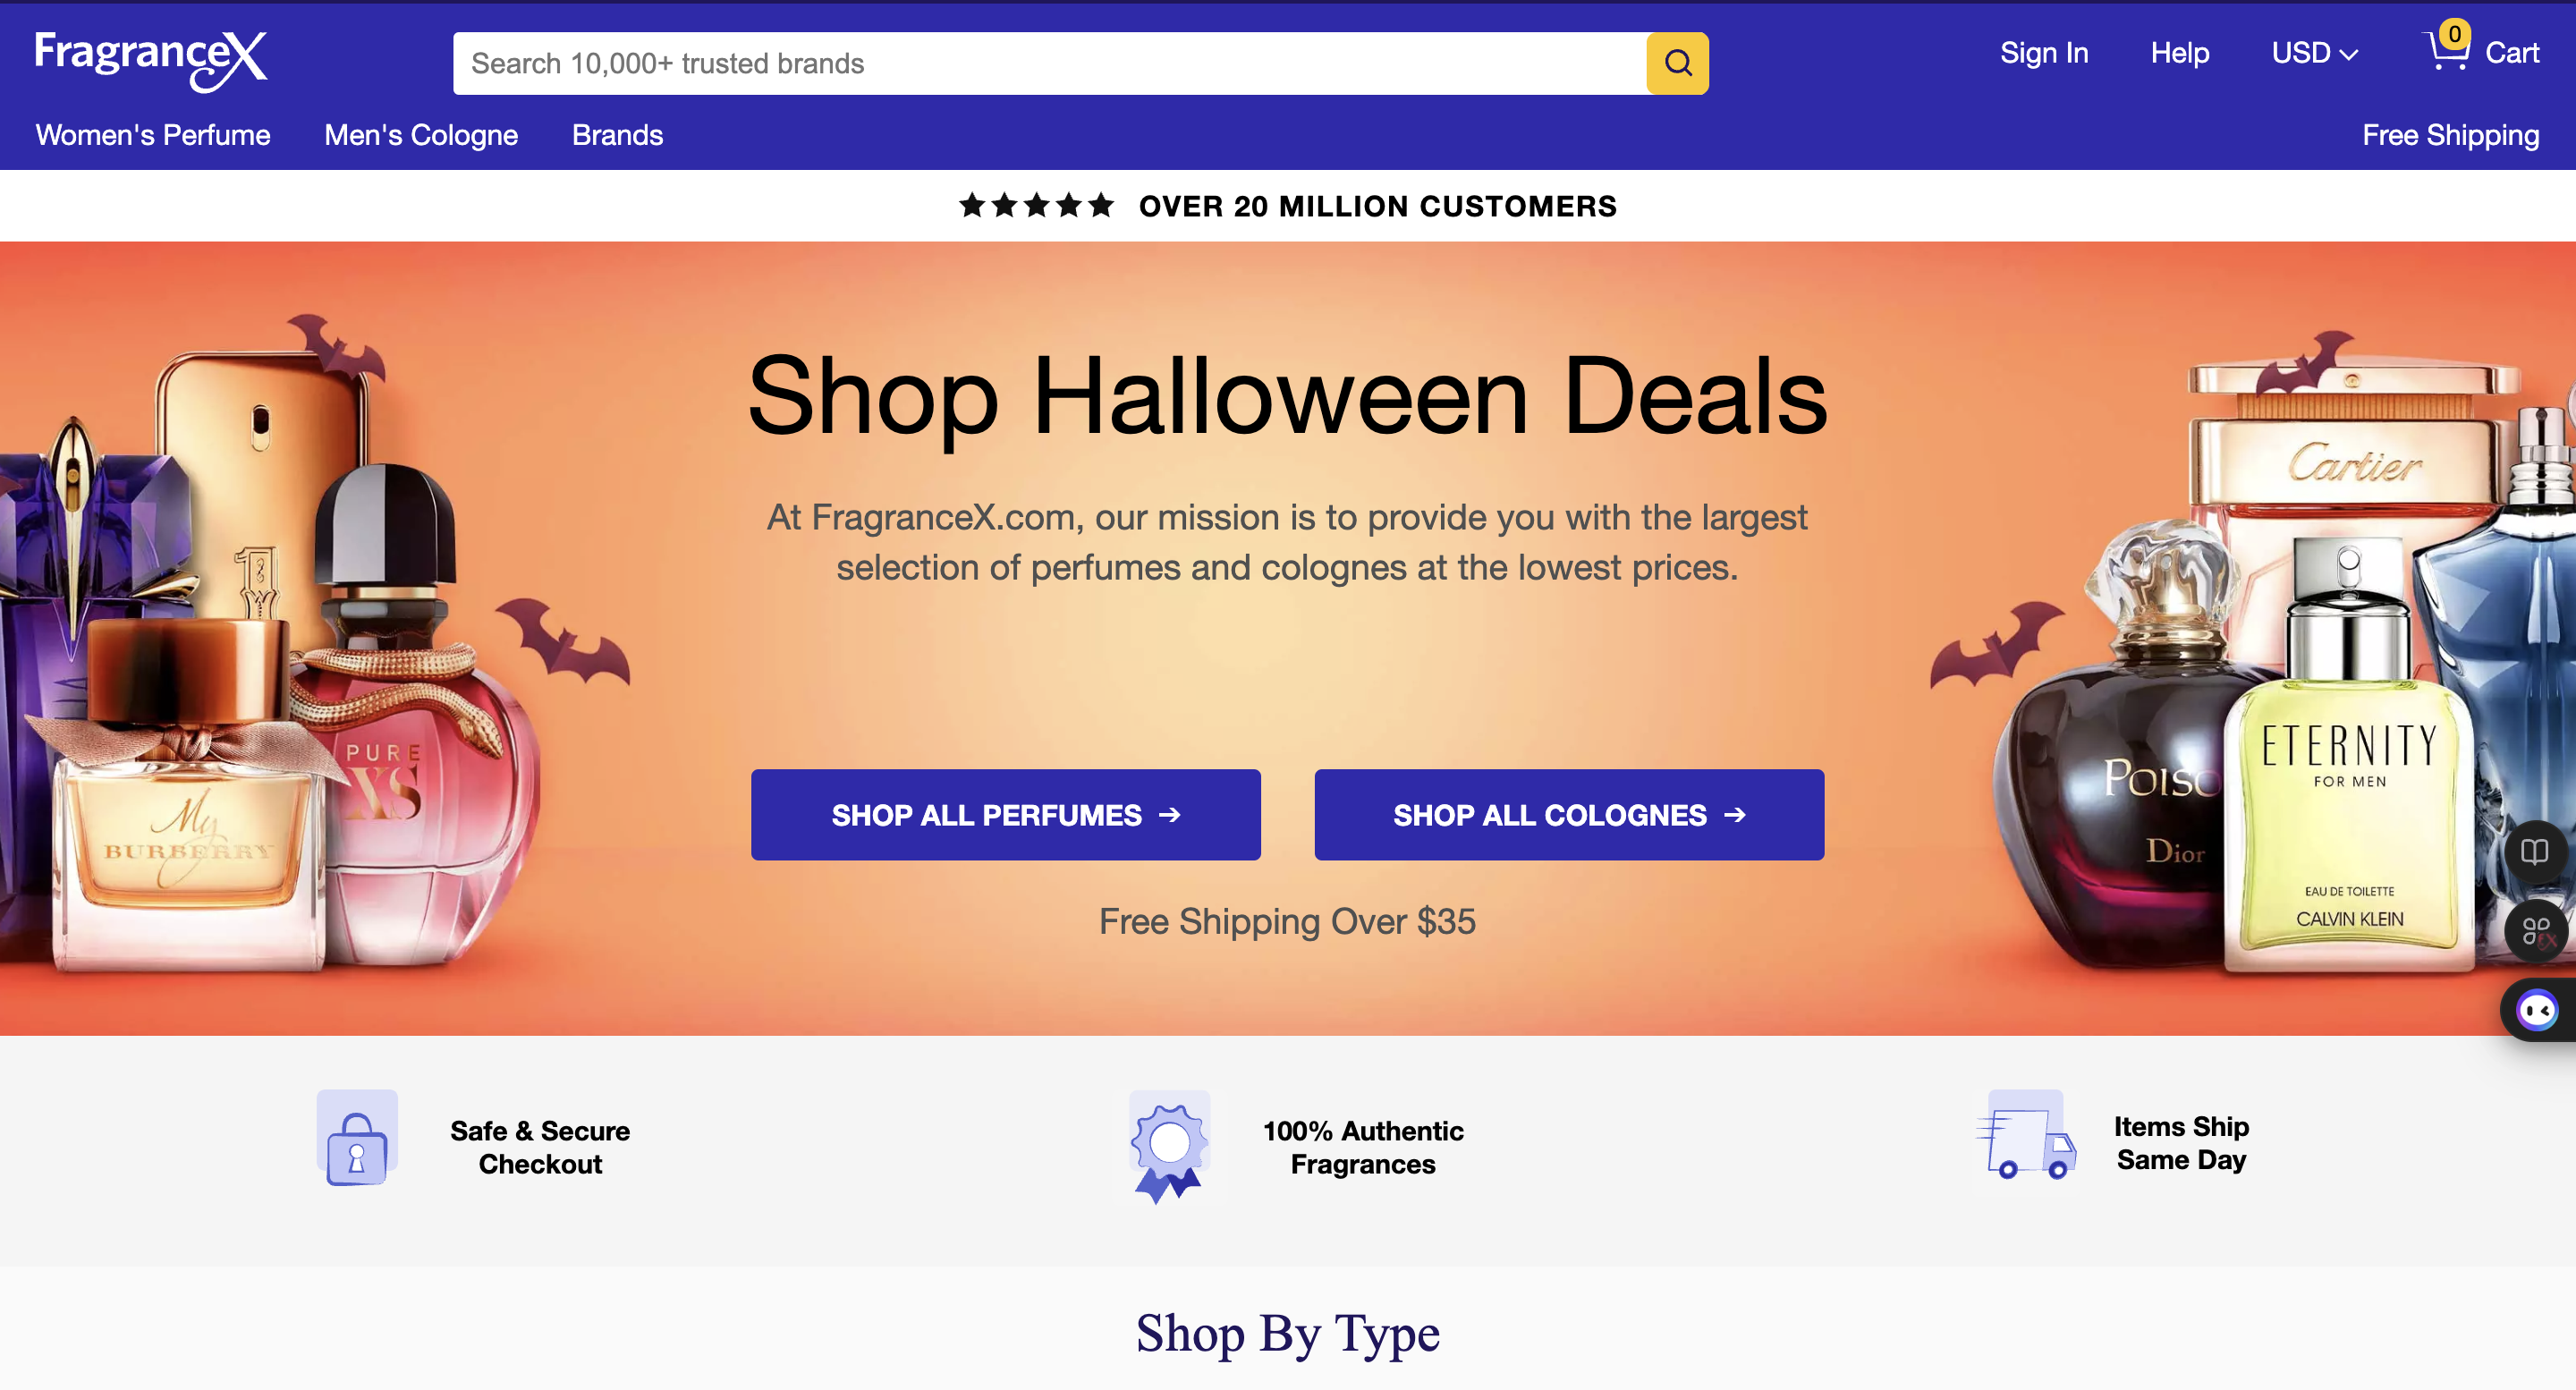 FragranceX
Search 10,000+ trusted brands
Sign In
Help
USD
0
Cart
Women's Perfume
Men's Cologne
Brands
Free Shipping
OVER 20 MILLION CUSTOMERS
Shop Halloween Deals
At FragranceX.com, our mission is to provide you with the largest
selection of perfumes and colognes at the lowest prices.
SHOP ALL PERFUMES →
SHOP ALL COLOGNES →
Free Shipping Over $35
PURE
XS
My
BURBERRY
Cartier
POISO
Dior
ETERNITY
FOR MEN
EAU DE TOILETTE
CALVIN KLEIN
Safe & Secure
Checkout
100% Authentic
Fragrances
Items Ship
Same Day
Shop By Type